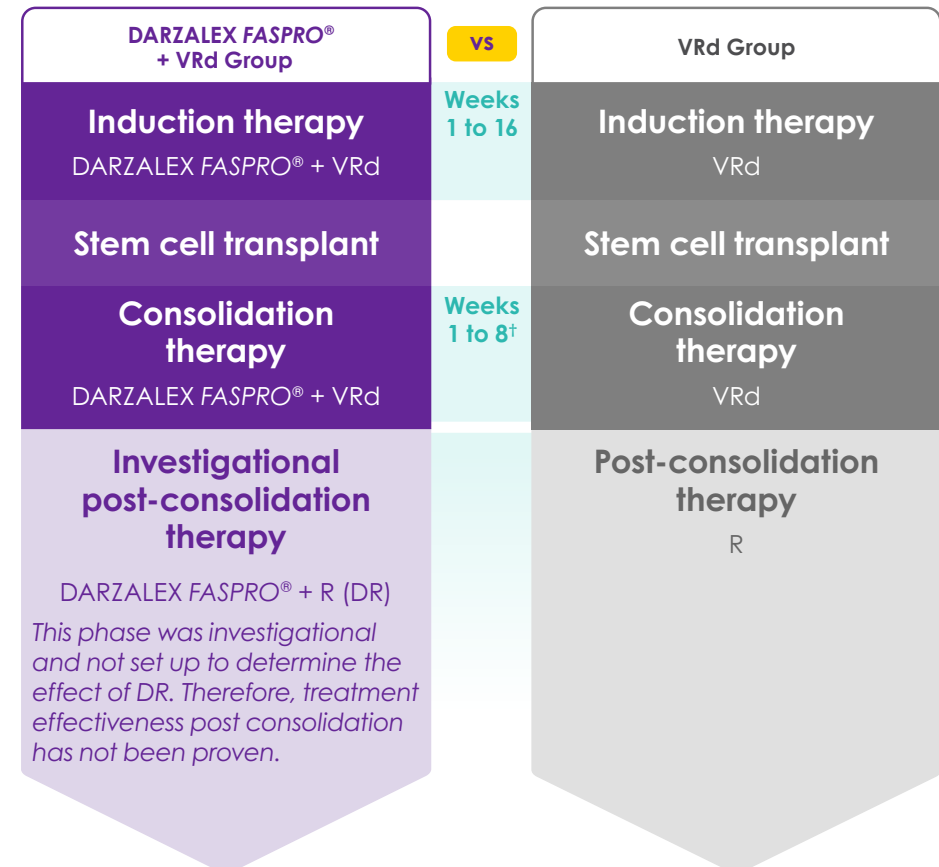 DARZALEX FASPRO®
+ VRd Group
vs
VRd Group
Induction therapy
DARZALEX FASPRO® + VRd
Weeks
1 to 16
Induction therapy
VRd
Stem cell transplant
Stem cell transplant
Consolidation
therapy
DARZALEX FASPRO® + VRd
Weeks
1 to 8†
Consolidation
therapy
VRd
Investigational
post-consolidation
therapy
DARZALEX FASPRO® + R (DR)
This phase was investigational
and not set up to determine the
effect of DR. Therefore, treatment
effectiveness post consolidation
has not been proven.
Post-consolidation
therapy
R